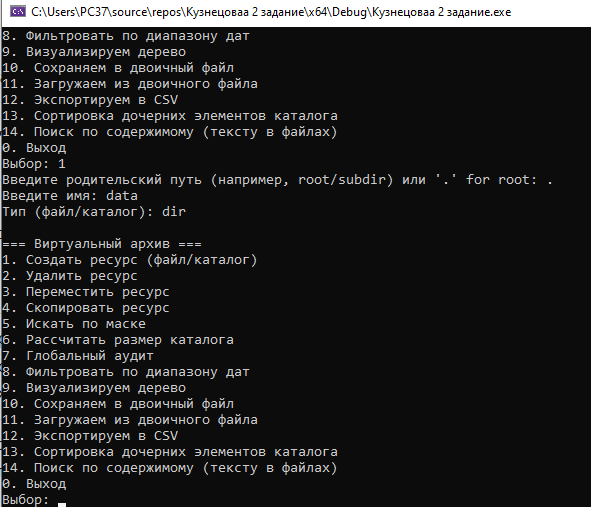 C:\Users\PC37\source\repos\Кузнецоваа 2 задание\x64\Debug\Кузнецоваа 2 задание.exe
8. Фильтровать по диапазону дат
9. Визуализируем дерево
10. Сохраняем в двоичный файл
11. Загружаем из двоичного файла
12. Экспортируем в CSV
13. Сортировка дочерних элементов каталога
14. Поиск по содержимому (тексту в файлах)
0. Выход
Выбор: 1
Введите родительский путь (например, root/subdir) или '.' for root: .
Введите имя: data
Тип (файл/каталог): dir
=== Виртуальный архив ===
1. Создать ресурс (файл/каталог)
2. Удалить ресурс
3. Переместить ресурс
4. Скопировать ресурс
5. Искать по маске
6. Рассчитать размер каталога
7. Глобальный аудит
8. Фильтровать по диапазону дат
9. Визуализируем дерево
10. Сохраняем в двоичный файл
11. Загружаем из двоичного файла
12. Экспортируем в CSV
13. Сортировка дочерних элементов каталога
14. Поиск по содержимому (тексту в файлах)
0. Выход
Выбор: